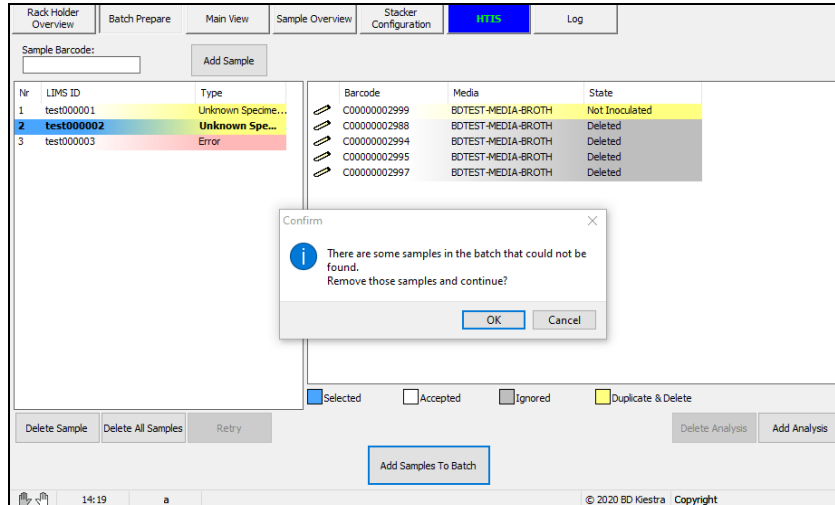 Rack Holder
Overview
Batch Prepare
Main View
Sample Overview
Stacker
Configuration
HTIS
Log
Sample Barcode:
Add Sample
Nr LIMS ID Type
1 test000001 Unknown Specime...
2 test000002 Unknown Spe...
3 test000003 Error
Barcode Media State
C00000002999 BDTEST-MEDIA-BROTH Not Inoculated
C00000002988 BDTEST-MEDIA-BROTH Deleted
C00000002994 BDTEST-MEDIA-BROTH Deleted
C00000002995 BDTEST-MEDIA-BROTH Deleted
C00000002997 BDTEST-MEDIA-BROTH Deleted
Confirm
There are some samples in the batch that could not be
found.
Remove those samples and continue?
OK Cancel
Selected Accepted Ignored Duplicate & Delete
Delete Sample Delete All Samples Retry
Delete Analysis Add Analysis
Add Samples To Batch
14:19 a © 2020 BD Kiestra Copyright